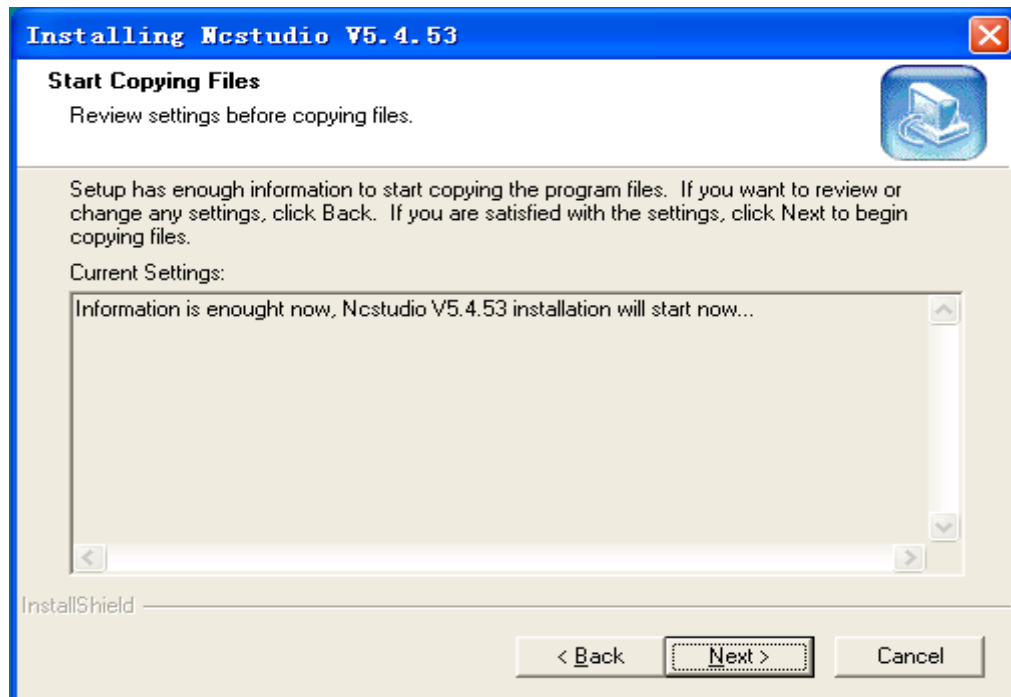 Installing Ncstudio V5.4.53
Start Copying Files
Review settings before copying files.
Setup has enough information to start copying the program files. If you want to review or
change any settings, click Back. If you are satisfied with the settings, click Next to begin
copying files.
Current Settings:
Information is enought now, Ncstudio V5.4.53 installation will start now...
InstallShield
< Back
Next >
Cancel